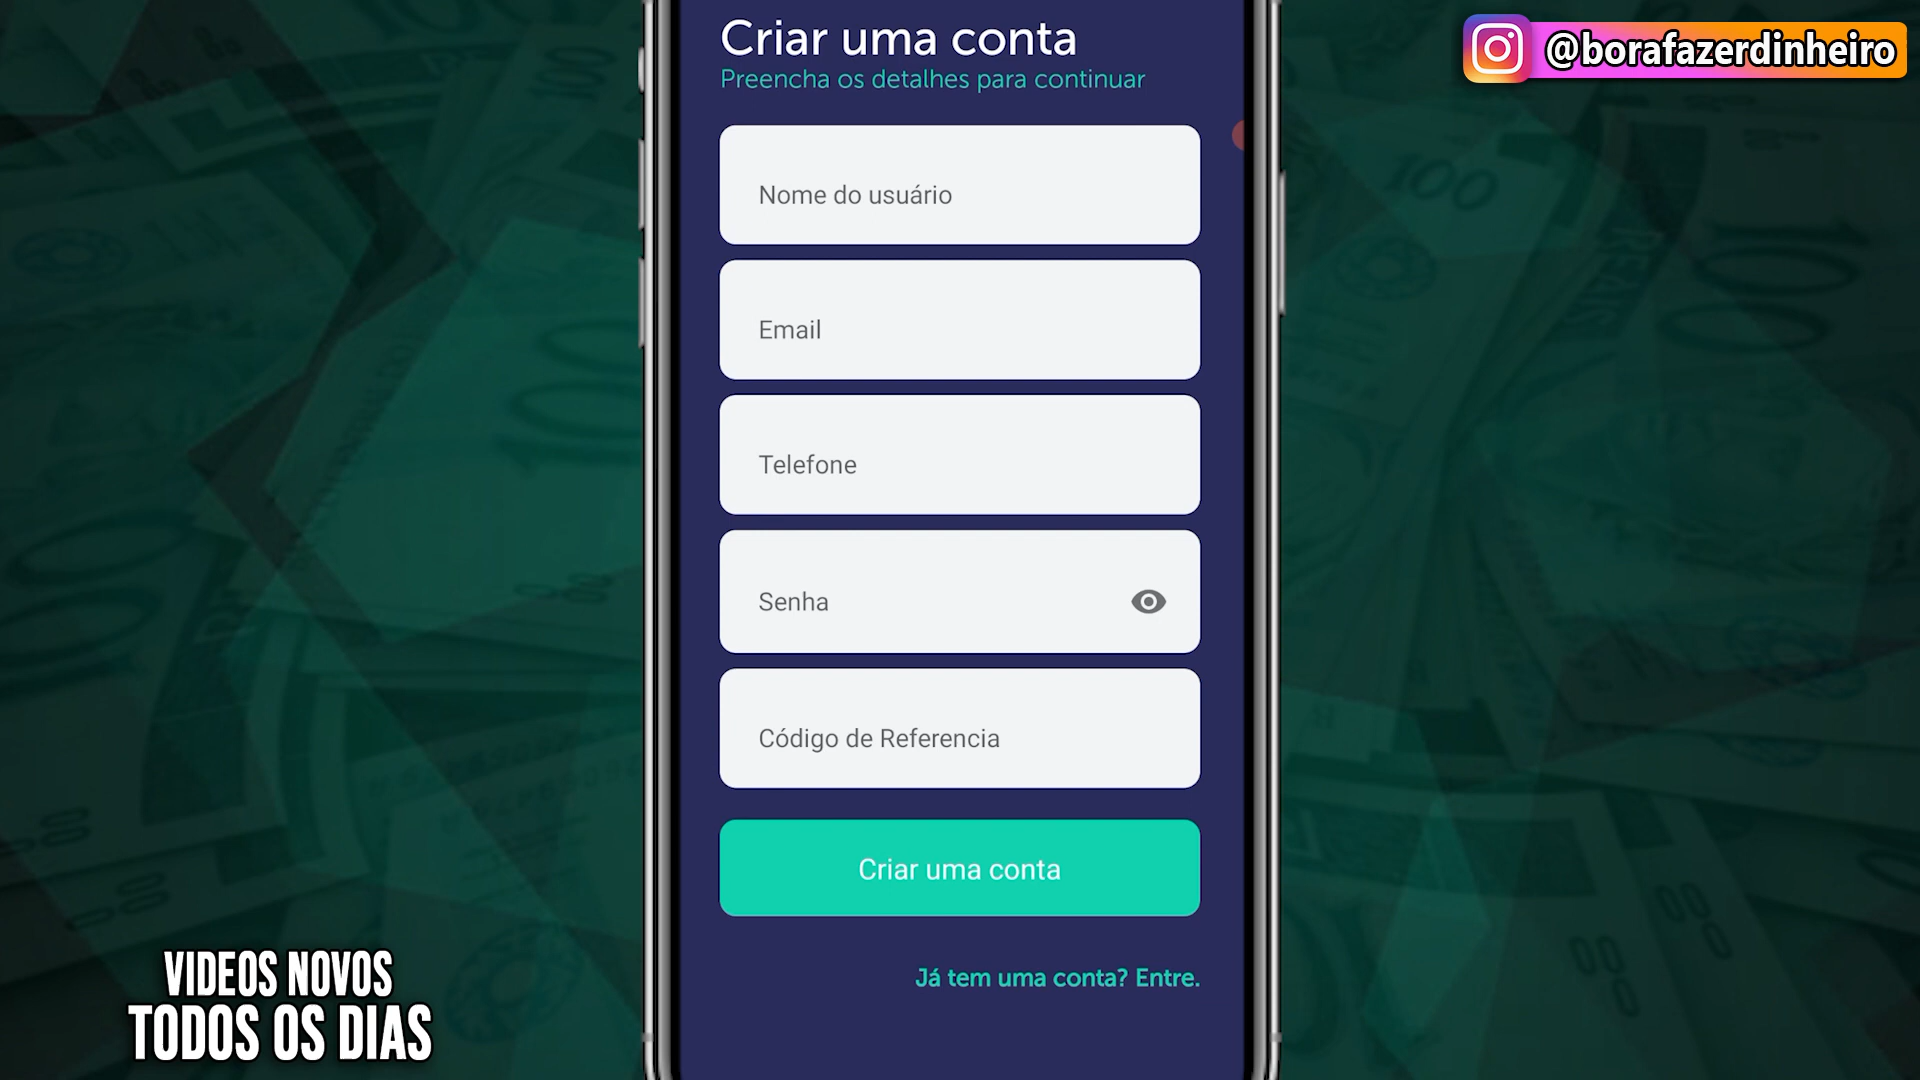 Criar uma conta
Preencha os detalhes para continuar
@borafazerdinheiro
Nome do usuário
Email
Telefone
Senha
Código de Referencia
Criar uma conta
Já tem uma conta? Entre.
VIDEOS NOVOS
TODOS OS DIAS